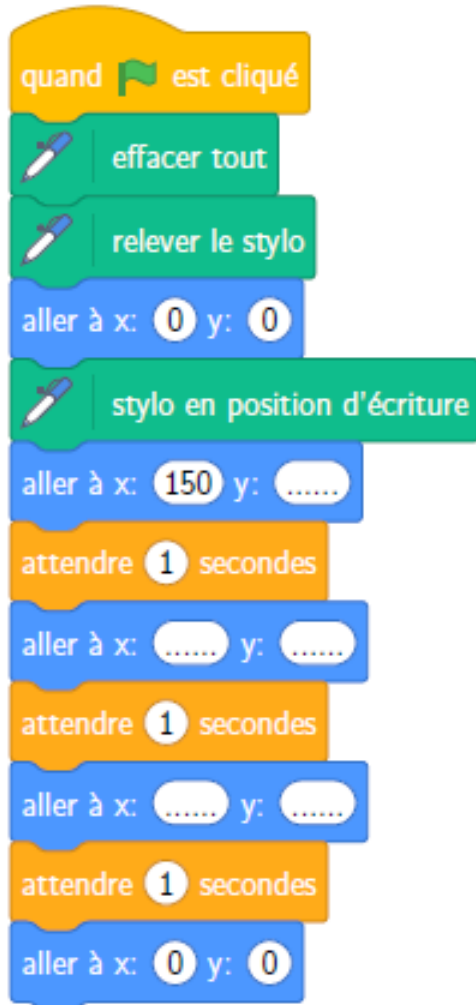 quand est cliqué
effacer tout
relever le stylo
aller à x: 0 y: 0
stylo en position d'écriture
aller à x: 150 y: ......
attendre 1 secondes
aller à x: ...... y: ......
attendre 1 secondes
aller à x: ...... y: ......
attendre 1 secondes
aller à x: 0 y: 0